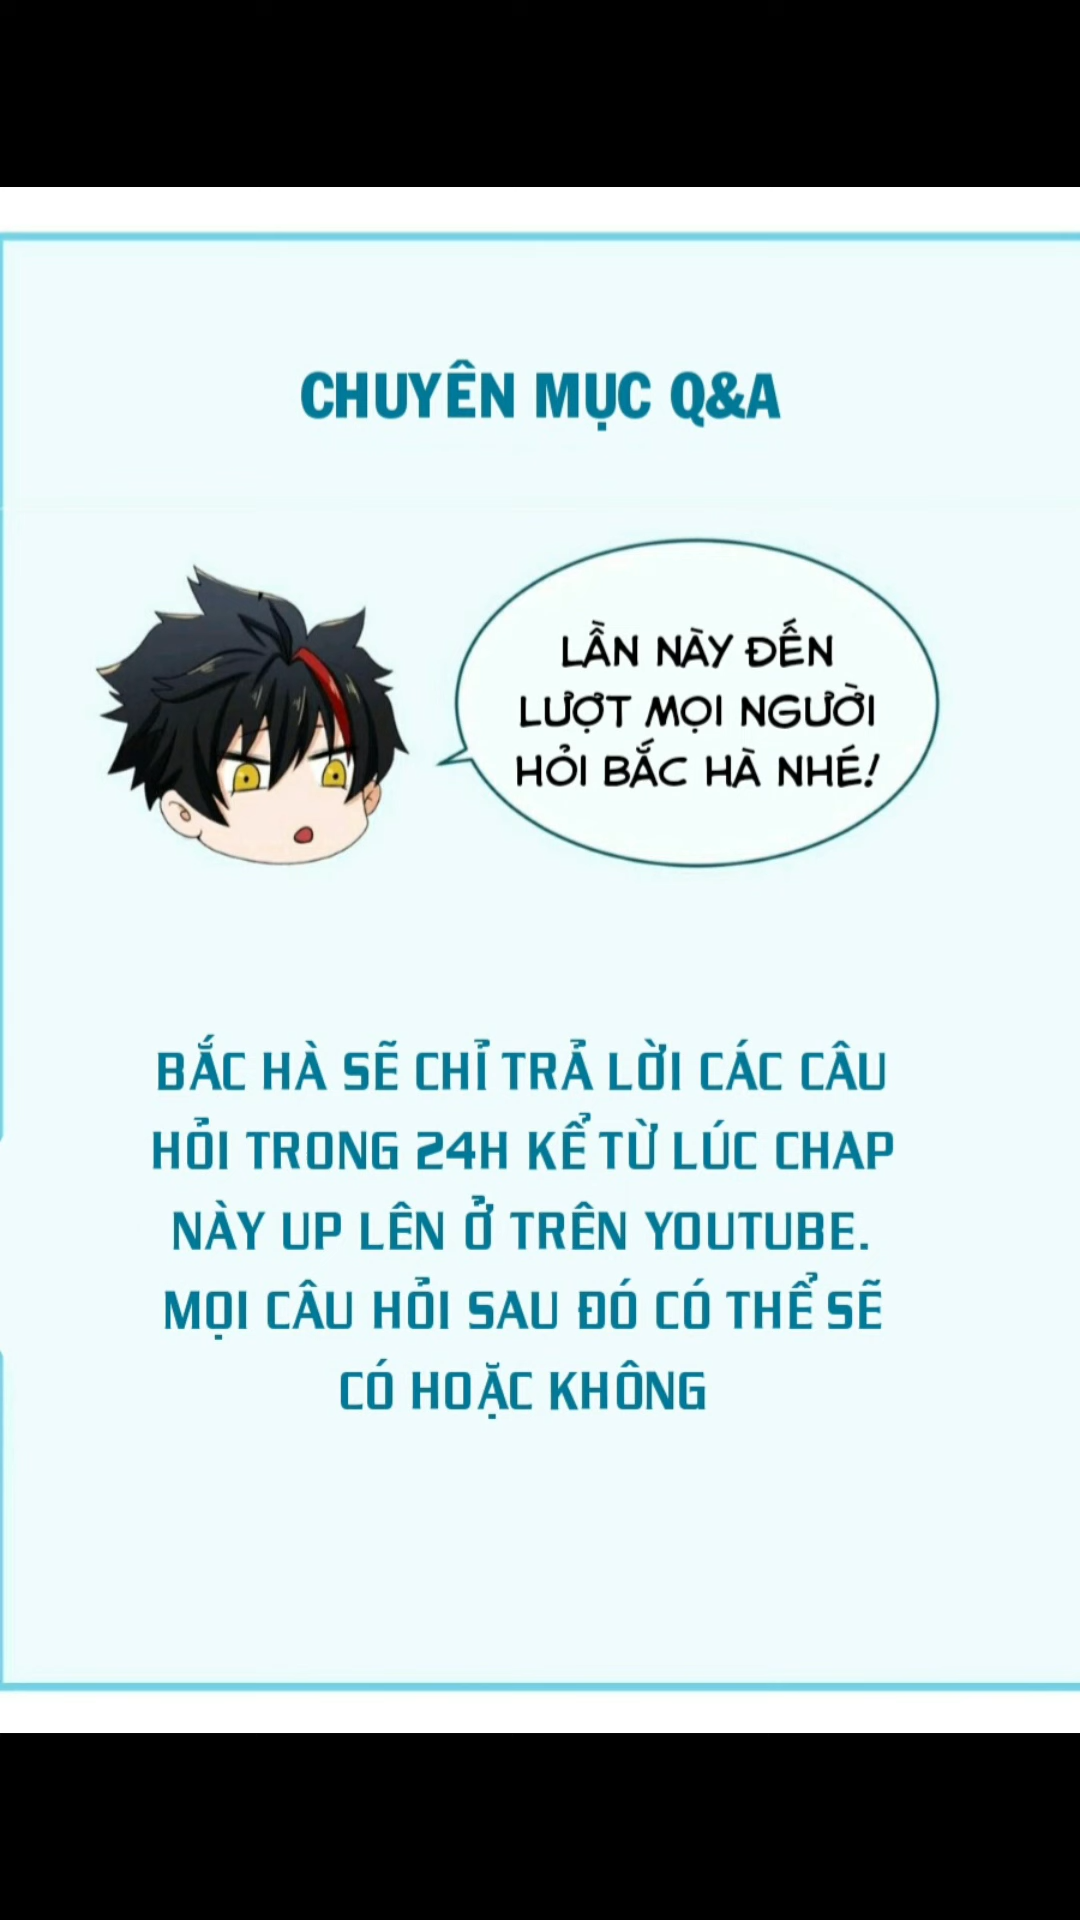 CHUYÊN MỤC Q&A
LẦN NÀY ĐẾN
LƯỢT MỌI NGƯỜI
HỎI BẮC HÀ NHÉ!
BẮC HÀ SẼ CHỈ TRẢ LỜI CÁC CÂU
HỎI TRONG 24H KỂ TỪ LÚC CHAP
NÀY UP LÊN Ở TRÊN YOUTUBE.
MỌI CÂU HỎI SAU ĐÓ CÓ THỂ SẼ
CÓ HOẶC KHÔNG